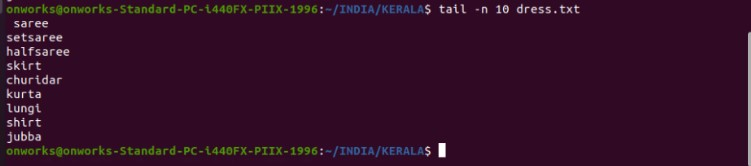 onworks@onworks-Standard-PC-i440FX-PIIX-1996:~/INDIA/KERALA$ tail -n 10 dress.txt
 saree
setsaree
halfsaree
skirt
churidar
kurta
lungi
shirt
jubba
onworks@onworks-Standard-PC-i440FX-PIIX-1996:~/INDIA/KERALA$